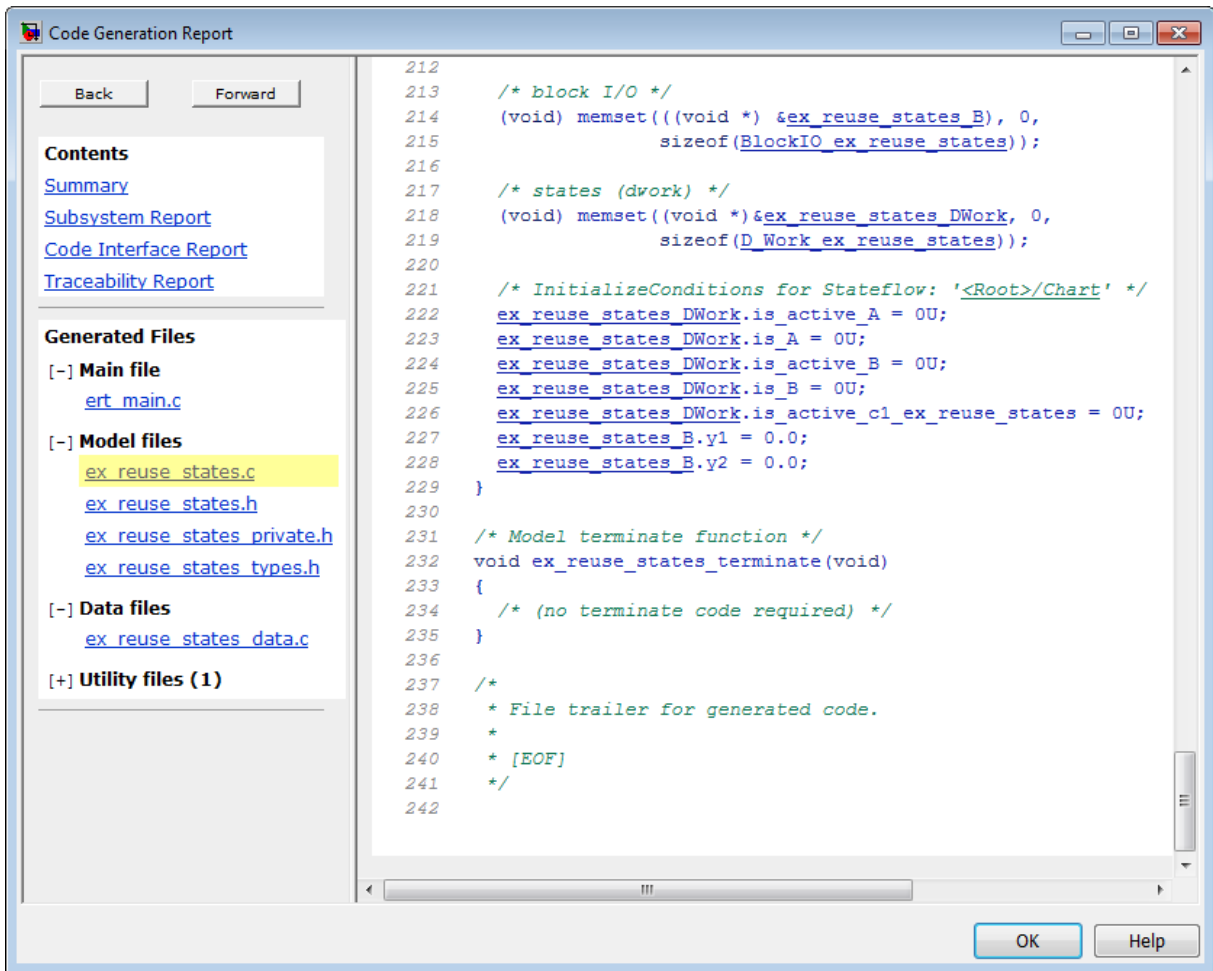 Code Generation Report
Back Forward
Contents
Summary
Subsystem Report
Code Interface Report
Traceability Report
Generated Files
[-] Main file
ert_main.c
[-] Model files
ex_reuse_states.c
ex_reuse_states.h
ex_reuse_states_private.h
ex_reuse_states_types.h
[-] Data files
ex_reuse_states_data.c
[+] Utility files (1)
212
213 /* block I/O */
214 (void) memset(((void *) &ex_reuse_states_B), 0,
215 sizeof(BlockIO_ex_reuse_states));
216
217 /* states (dwork) */
218 (void) memset((void *)&ex_reuse_states_DWork, 0,
219 sizeof(D_Work_ex_reuse_states));
220
221 /* InitializeConditions for Stateflow: '<Root>/Chart' */
222 ex_reuse_states_DWork.is_active_A = 0U;
223 ex_reuse_states_DWork.is_A = 0U;
224 ex_reuse_states_DWork.is_active_B = 0U;
225 ex_reuse_states_DWork.is_B = 0U;
226 ex_reuse_states_DWork.is_active_c1_ex_reuse_states = 0U;
227 ex_reuse_states_B.y1 = 0.0;
228 ex_reuse_states_B.y2 = 0.0;
229 }
230
231 /* Model terminate function */
232 void ex_reuse_states_terminate(void)
233 {
234 /* (no terminate code required) */
235 }
236
237 /*
238 * File trailer for generated code.
239 *
240 * [EOF]
241 */
242
OK Help